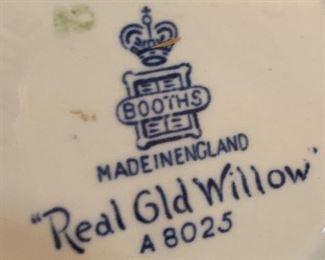 BOOTHS
MADE IN ENGLAND
"Real Old Willow"
A 8025